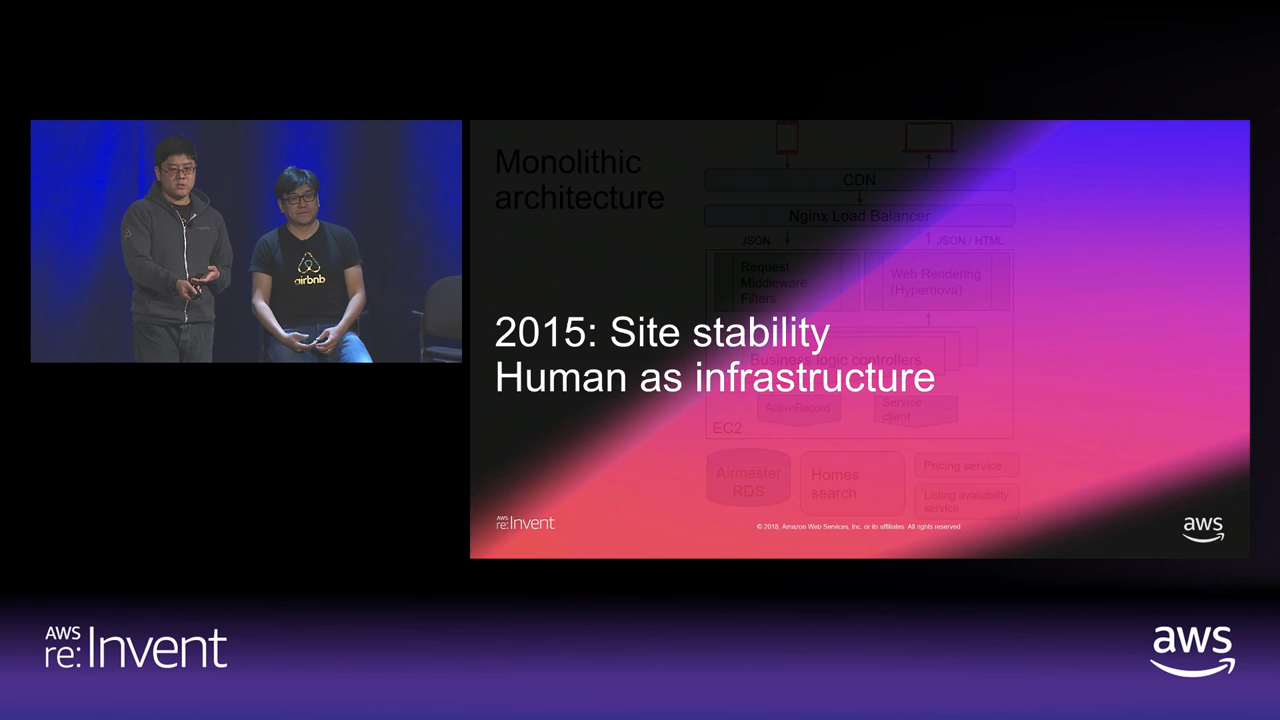 airbnb
Monolithic
architecture
CDN
Nginx Load Balancer
JSON
JSON / HTML
Request
Middleware
Filters
Web Rendering
(Hypernova)
2015: Site stability
Human as infrastructure
Business logic controllers
ActiveRecord
Service
client
EC2
Airmaster
RDS
Homes
search
Pricing service
Listing availability
service
AWS
re:Invent
© 2018, Amazon Web Services, Inc. or its affiliates. All rights reserved.
aws
AWS
re:Invent
aws